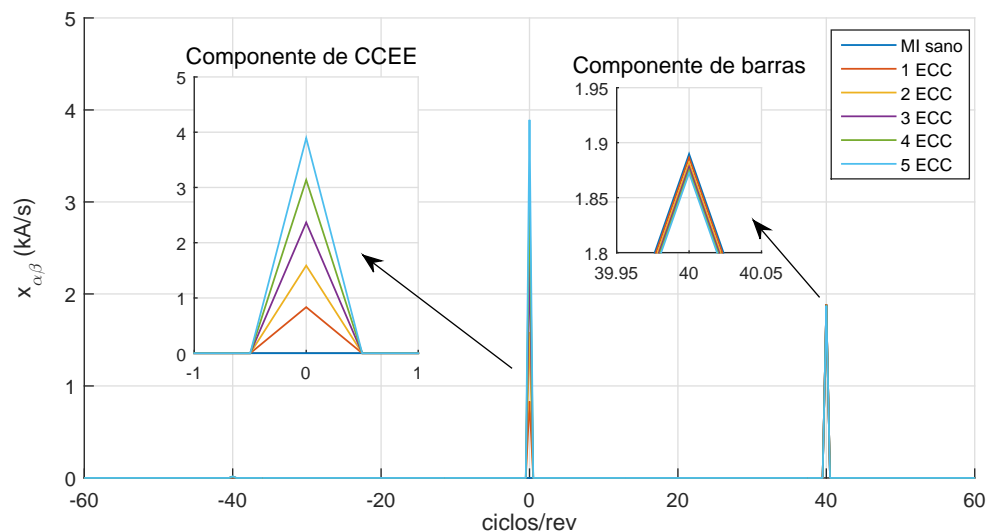 Componente de CCEE
5
4
3
2
1
0
-1
0
1
Componente de barras
1.95
1.9
1.85
1.8
39.95
40
40.05
MI sano
1 ECC
2 ECC
3 ECC
4 ECC
5 ECC
x αβ (kA/s)
5
4
3
2
1
0
-60
-40
-20
0
20
40
60
ciclos/rev